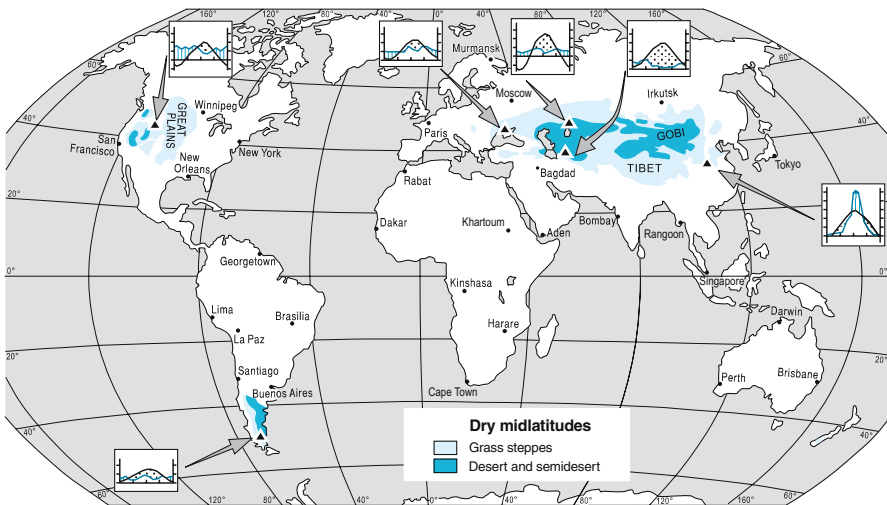 160°
120°
80°
40°
0°
40°
80°
120°
160°
60°
60°
Murmansk
Moscow
Irkutsk
Winnipeg
GREAT
PLAINS
40°
40°
San
Francisco
Paris
GOBI
New York
New
Orleans
Rabat
Bagdad
TIBET
Tokyo
20°
20°
Dakar
Khartoum
Aden
Bombay
Rangoon
Georgetown
0°
0°
Singapore
Kinshasa
Lima
Brasilia
Darwin
La Paz
Harare
20°
20°
Santiago
Buenos Aires
Cape Town
Perth
Brisbane
Dry midlatitudes
Grass steppes
Desert and semidesert
40°
40°
160°
120°
80°
40°
0°
40°
80°
120°
160°
60°